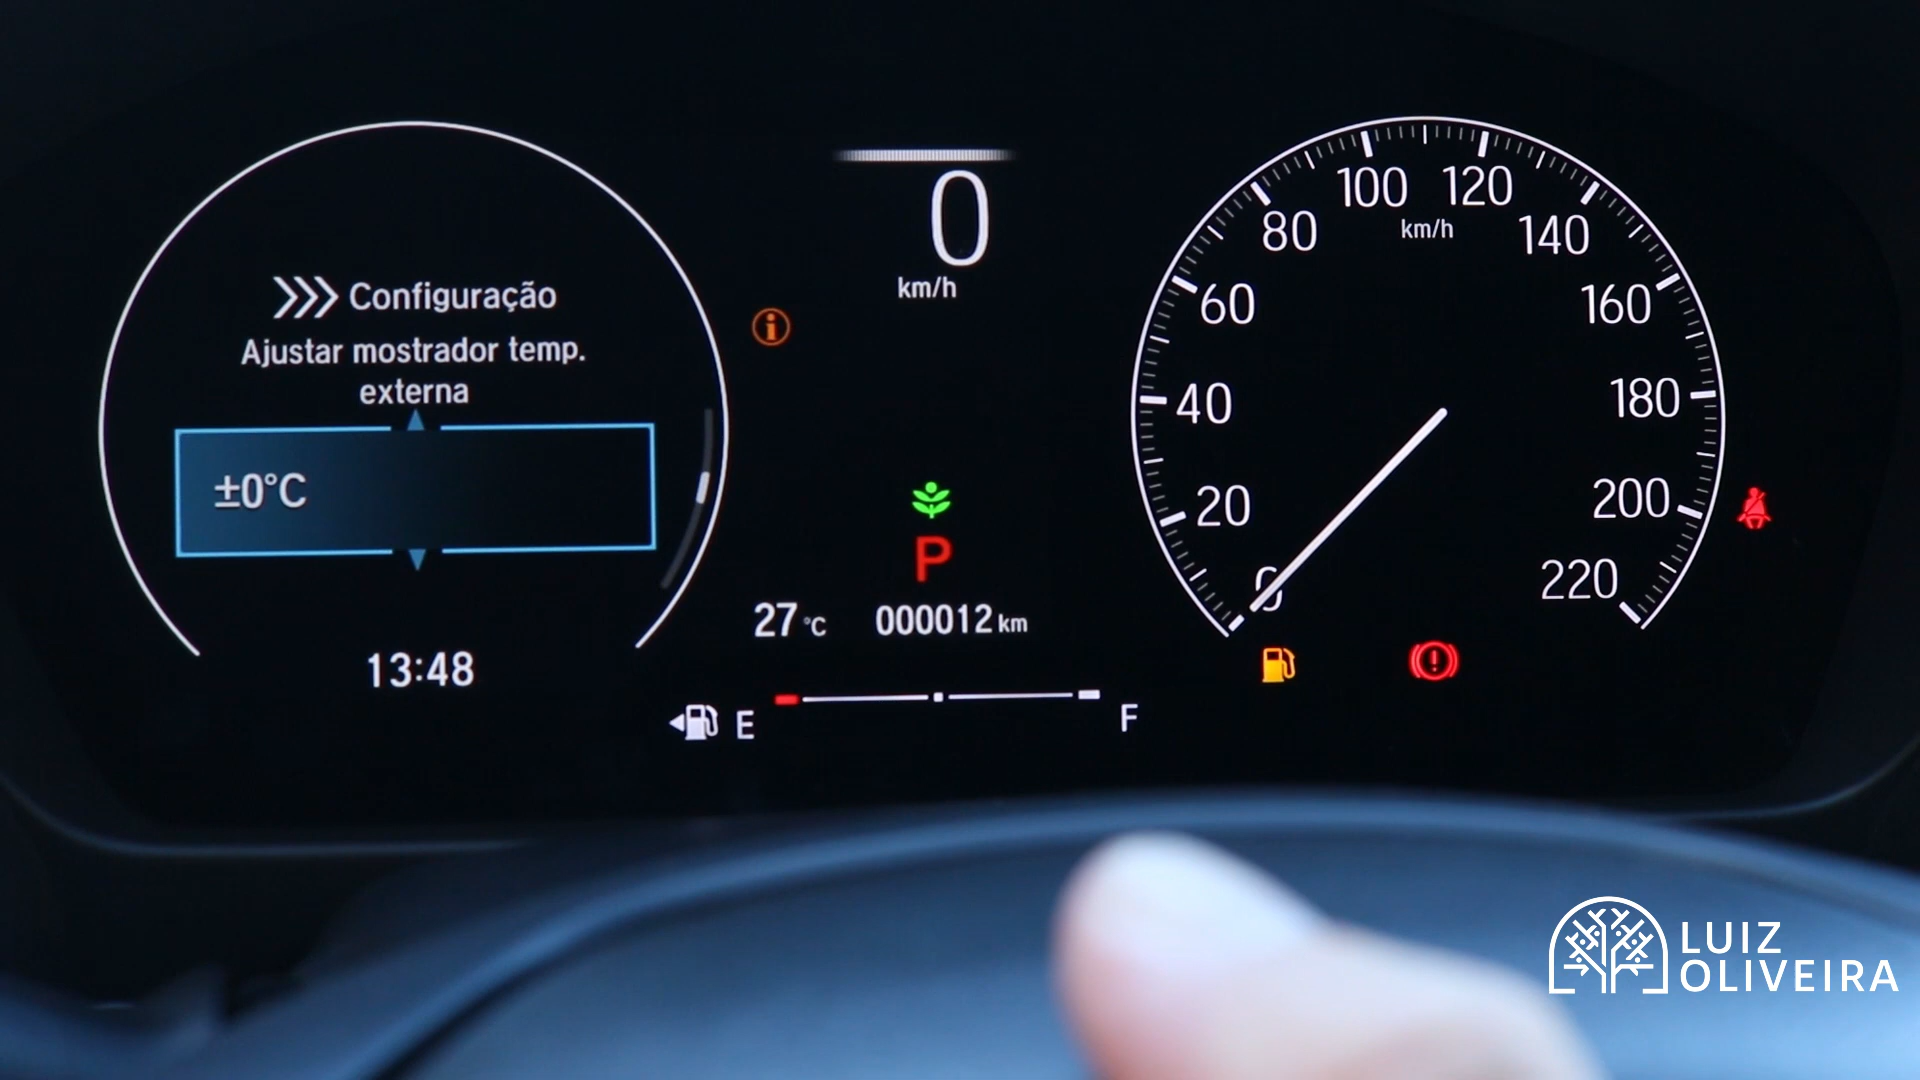 Configuração
Ajustar mostrador temp.
externa
±0°C
13:48
0
km/h
P
27 °C
000012 km
E
F
0
20
40
60
80
100
120
140
160
180
200
220
km/h
LUIZ
OLIVEIRA